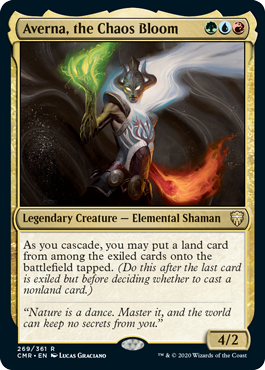 Averna, the Chaos Bloom
Legendary Creature — Elemental Shaman
As you cascade, you may put a land card
from among the exiled cards onto the
battlefield tapped. (Do this after the last card
is exiled but before deciding whether to cast a
nonland card.)
“Nature is a dance. Master it, and the world
can keep no secrets from you.”
4/2
269/361 R
CMR • EN LUCAS GRACIANO
™ & © 2020 Wizards of the Coast